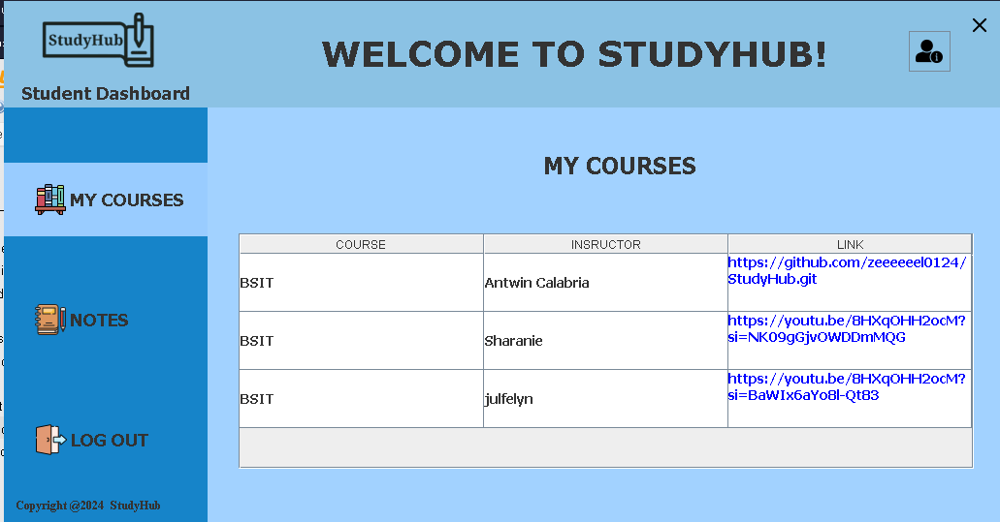 StudyHub
WELCOME TO STUDYHUB!
Student Dashboard
MY COURSES
MY COURSES
NOTES
LOG OUT
Copyright @2024 StudyHub
COURSE INSRUCTOR LINK
BSIT Antwin Calabria https://github.com/zeeeeeel0124/
StudyHub.git
BSIT Sharanie https://youtu.be/8HXqOHH2ocM?
si=NK09gGjvOWDDmMQG
BSIT julfelyn https://youtu.be/8HXqOHH2ocM?
si=BaWIx6aYo8l-Qt83